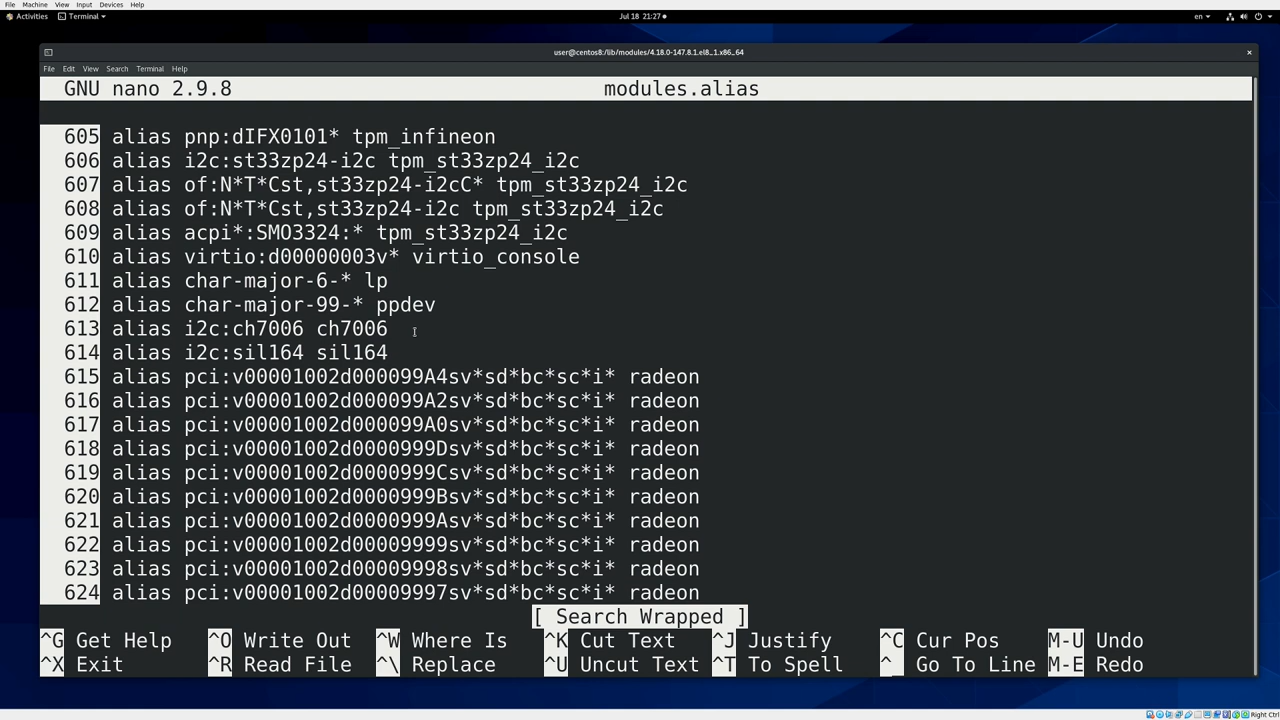 File Machine View Input Devices Help
Activities Terminal Jul 18 21:27 en
user@centos8:/lib/modules/4.18.0-147.8.1.el8_1.x86_64
File Edit View Search Terminal Help
GNU nano 2.9.8 modules.alias
605 alias pnp:dIFX0101* tpm_infineon
606 alias i2c:st33zp24-i2c tpm_st33zp24_i2c
607 alias of:N*T*Cst,st33zp24-i2cC* tpm_st33zp24_i2c
608 alias of:N*T*Cst,st33zp24-i2c tpm_st33zp24_i2c
609 alias acpi*:SMO3324:* tpm_st33zp24_i2c
610 alias virtio:d00000003v* virtio_console
611 alias char-major-6-* lp
612 alias char-major-99-* ppdev
613 alias i2c:ch7006 ch7006
614 alias i2c:sil164 sil164
615 alias pci:v00001002d000099A4sv*sd*bc*sc*i* radeon
616 alias pci:v00001002d000099A2sv*sd*bc*sc*i* radeon
617 alias pci:v00001002d000099A0sv*sd*bc*sc*i* radeon
618 alias pci:v00001002d0000999Dsv*sd*bc*sc*i* radeon
619 alias pci:v00001002d0000999Csv*sd*bc*sc*i* radeon
620 alias pci:v00001002d0000999Bsv*sd*bc*sc*i* radeon
621 alias pci:v00001002d0000999Asv*sd*bc*sc*i* radeon
622 alias pci:v00001002d00009999sv*sd*bc*sc*i* radeon
623 alias pci:v00001002d00009998sv*sd*bc*sc*i* radeon
624 alias pci:v00001002d00009997sv*sd*bc*sc*i* radeon
[ Search Wrapped ]
^G Get Help ^O Write Out ^W Where Is ^K Cut Text ^J Justify ^C Cur Pos M-U Undo
^X Exit ^R Read File ^\ Replace ^U Uncut Text ^T To Spell ^_ Go To Line M-E Redo
Right Ctrl